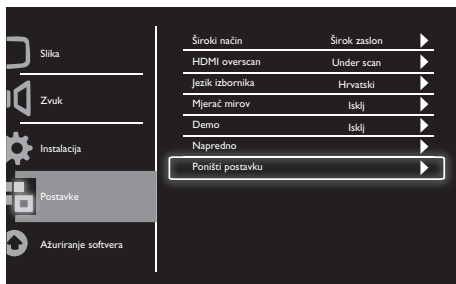 Slika
Zvuk
Instalacija
Postavke
Ažuriranje softvera
Široki način Širok zaslon
HDMI overscan Under scan
Jezik izbornika Hrvatski
Mjerač mirov Isklj
Demo Isklj
Napredno
Poništi postavku